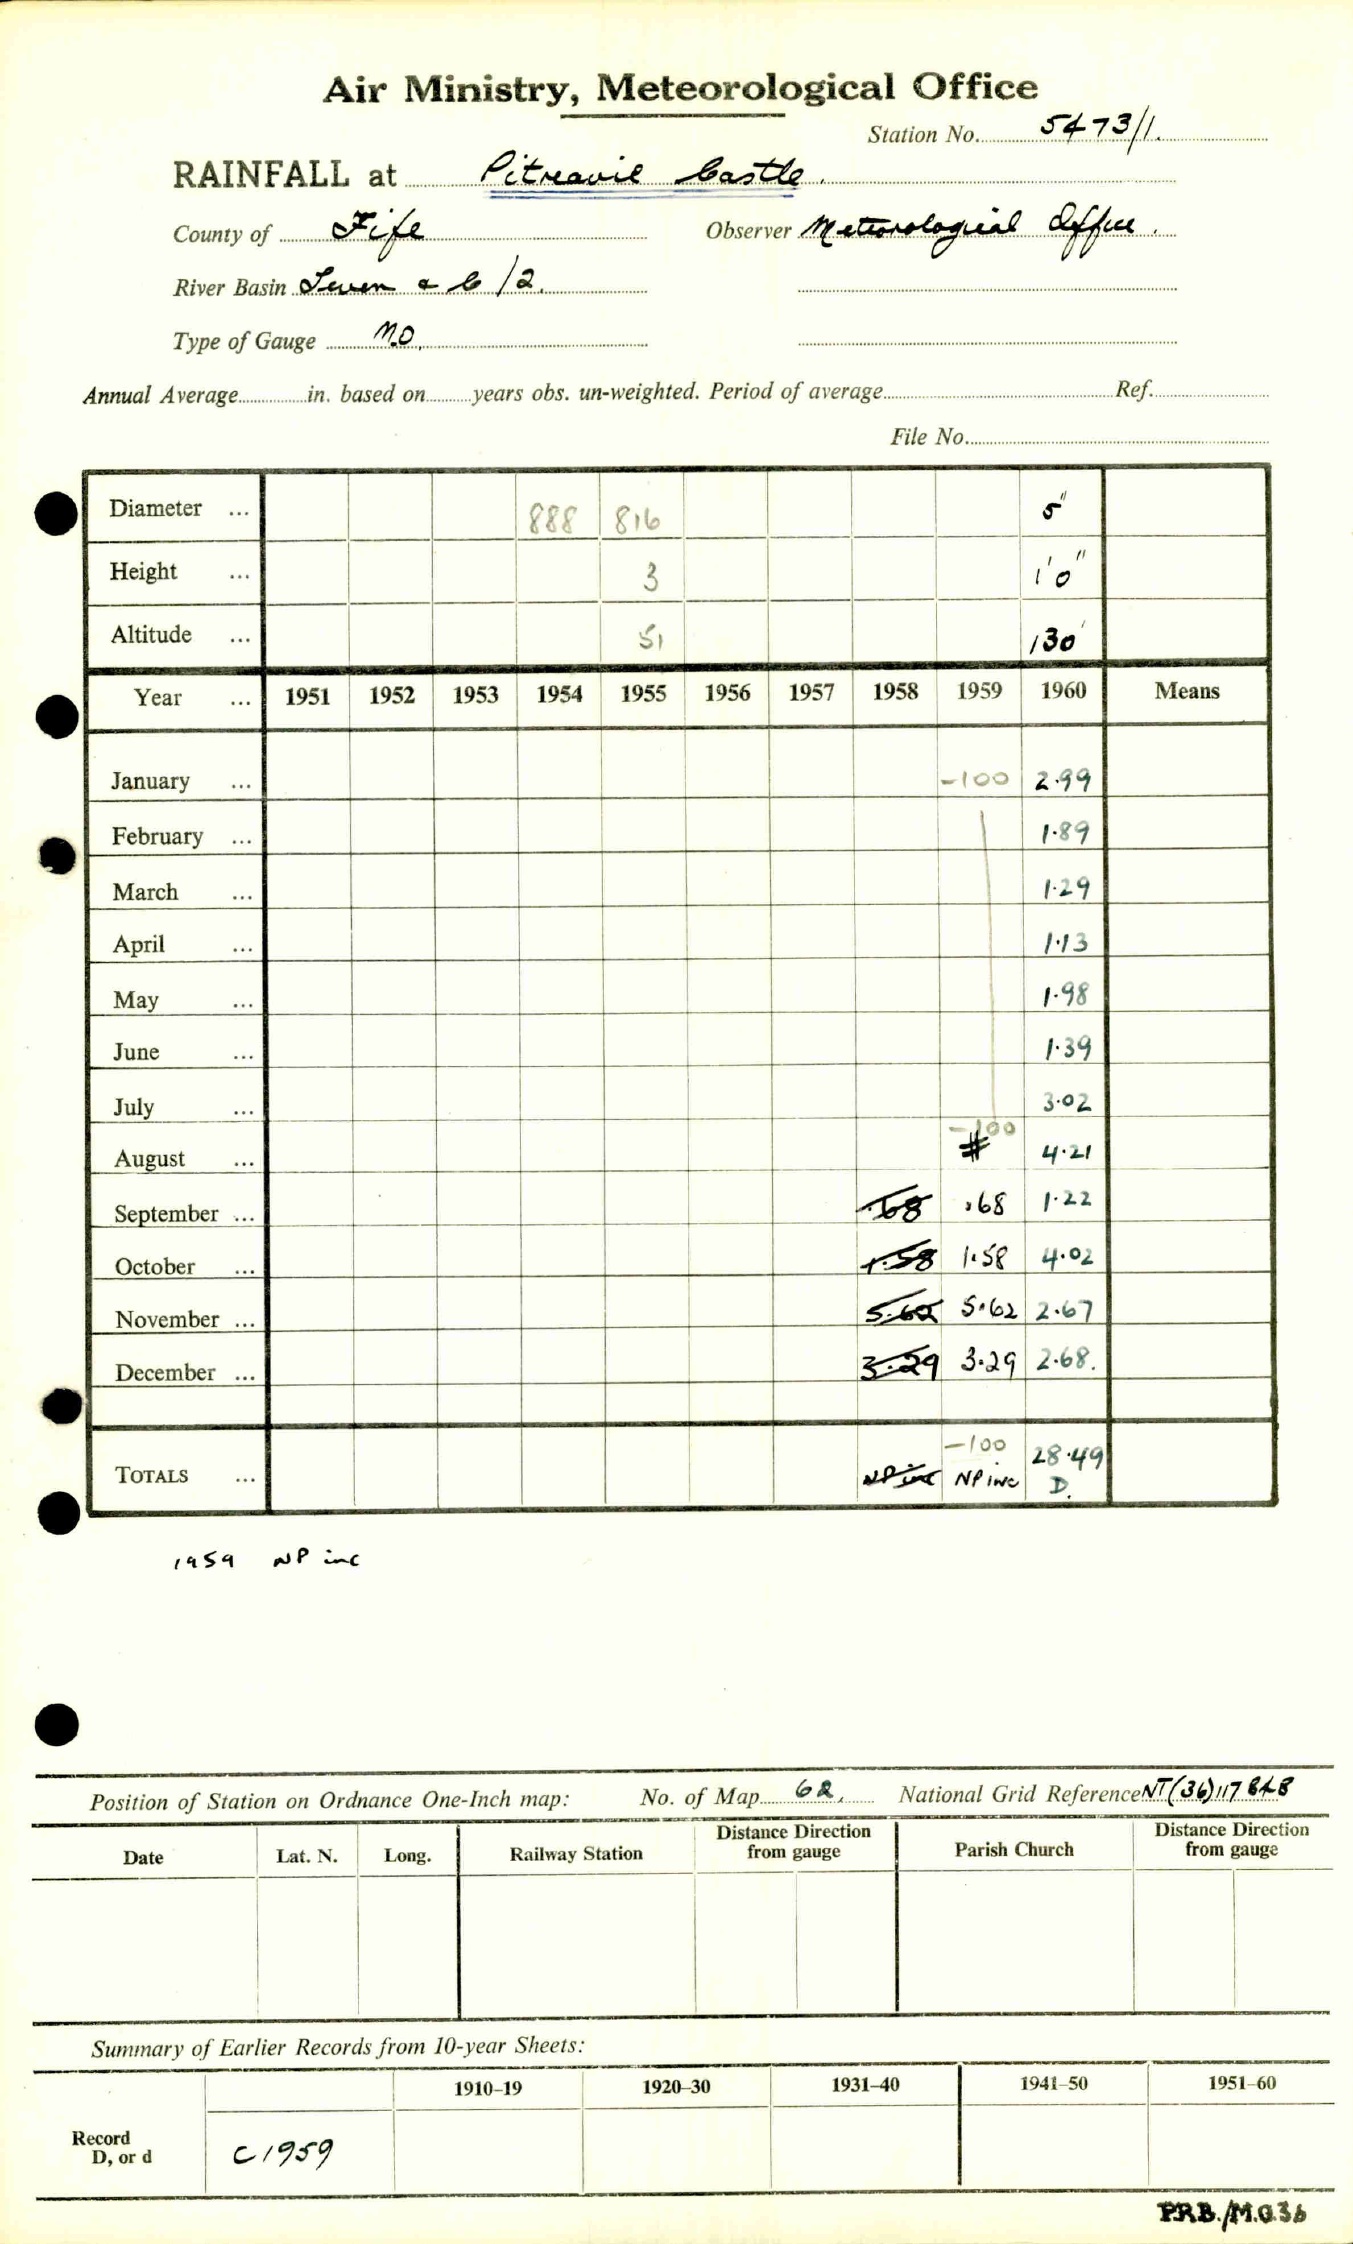 Air Ministry, Meteorological Office
Station No. 5473/1.
RAINFALL at Pitreavie Castle.
County of Fife Observer Meteorological Office.
River Basin Leven & C /2.
Type of Gauge M.O.
Annual Average in. based on years obs. un-weighted. Period of average Ref.
File No.
Diameter ... 888 816 5"
Height ... 3 1'0"
Altitude ... 51 130'
Year ... 1951 1952 1953 1954 1955 1956 1957 1958 1959 1960 Means
January ... -100 2.99
February ... 1.89
March ... 1.29
April ... 1.13
May ... 1.98
June ... 1.39
July ... 3.02
August ... -100 4.21
September ... .68 .68 1.22
October ... 1.58 1.58 4.02
November ... 5.62 5.62 2.67
December ... 3.29 3.29 2.68.
TOTALS ... NP inc -100 NP inc 28.49 D.
1959 NP inc
Position of Station on Ordnance One-Inch map: No. of Map 62. National Grid Reference NT(36)117848
Date Lat. N. Long. Railway Station Distance Direction from gauge Parish Church Distance Direction from gauge
Summary of Earlier Records from 10-year Sheets:
1910-19 1920-30 1931-40 1941-50 1951-60
Record
D, or d C1959
P.R.B./M.O.36